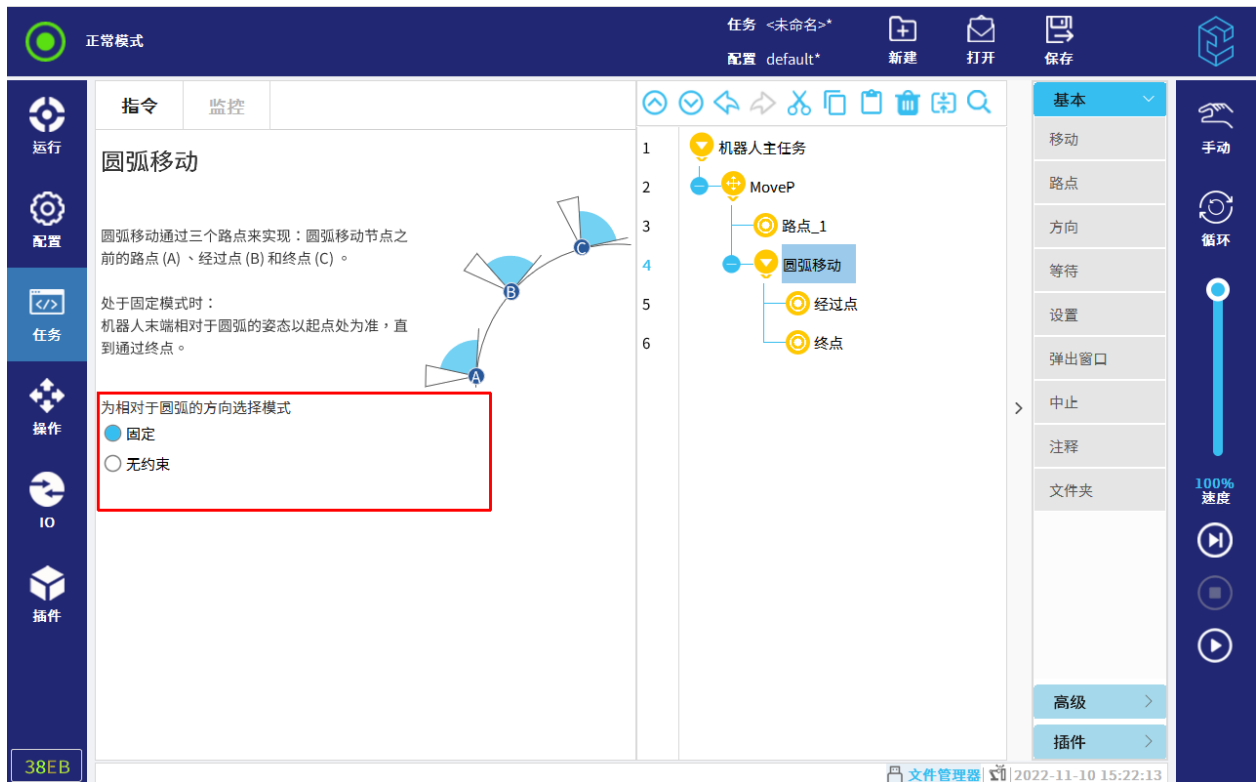 正常模式
任务 <未命名>*
配置 default*
新建
打开
保存
运行
配置
任务
操作
IO
插件
38EB
指令
监控
圆弧移动
圆弧移动通过三个路点来实现：圆弧移动节点之
前的路点 (A) 、经过点 (B) 和终点 (C) 。
处于固定模式时：
机器人末端相对于圆弧的姿态以起点处为准，直
到通过终点。
A
B
C
为相对于圆弧的方向选择模式
固定
无约束
1 机器人主任务
2 MoveP
3 路点_1
4 圆弧移动
5 经过点
6 终点
基本
移动
路点
方向
等待
设置
弹出窗口
中止
注释
文件夹
高级
插件
手动
循环
100%
速度
文件管理器
2022-11-10 15:22:13